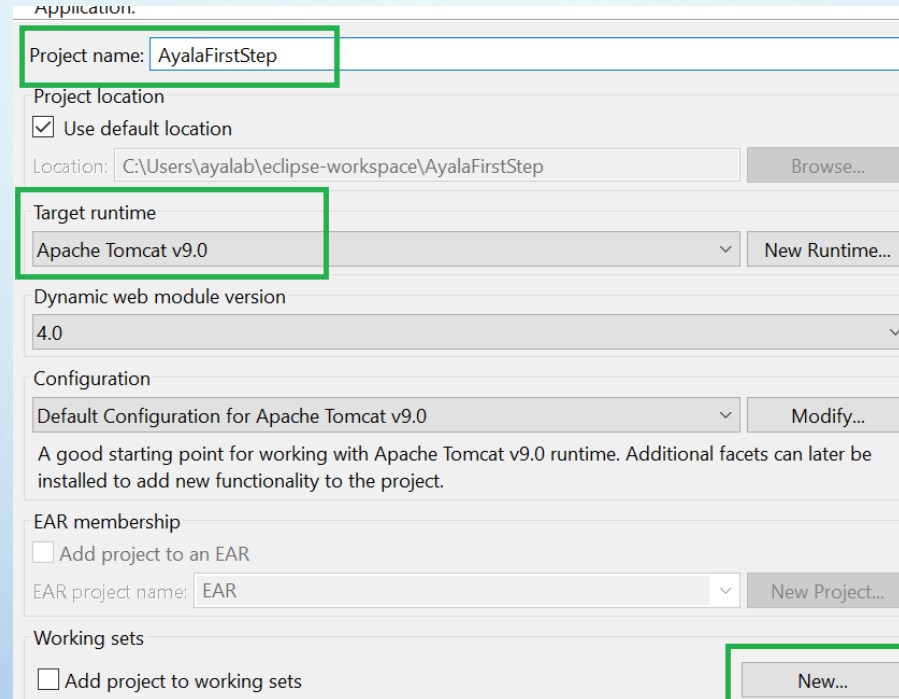 Application.
Project name: AyalaFirstStep
Project location
Use default location
Location: C:\Users\ayalab\eclipse-workspace\AyalaFirstStep Browse...
Target runtime
Apache Tomcat v9.0 New Runtime...
Dynamic web module version
4.0
Configuration
Default Configuration for Apache Tomcat v9.0 Modify...
A good starting point for working with Apache Tomcat v9.0 runtime. Additional facets can later be
installed to add new functionality to the project.
EAR membership
Add project to an EAR
EAR project name: EAR New Project...
Working sets
Add project to working sets New...